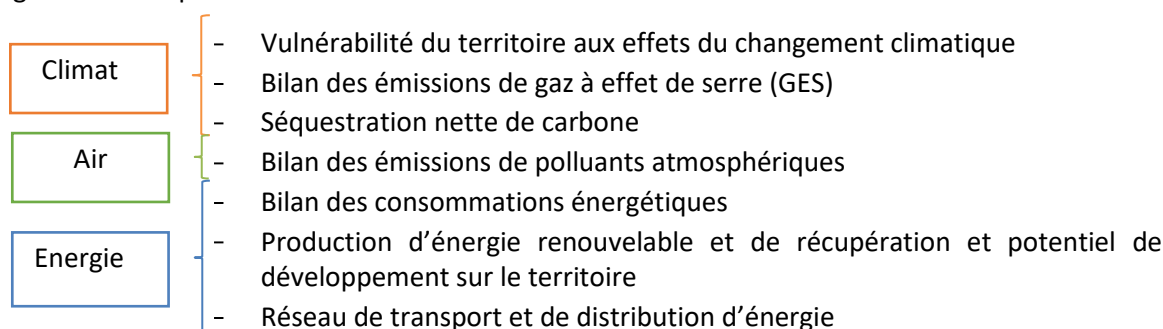 Climat
- Vulnérabilité du territoire aux effets du changement climatique
- Bilan des émissions de gaz à effet de serre (GES)
- Séquestration nette de carbone
Air
- Bilan des émissions de polluants atmosphériques
Energie
- Bilan des consommations énergétiques
- Production d’énergie renouvelable et de récupération et potentiel de
développement sur le territoire
- Réseau de transport et de distribution d’énergie